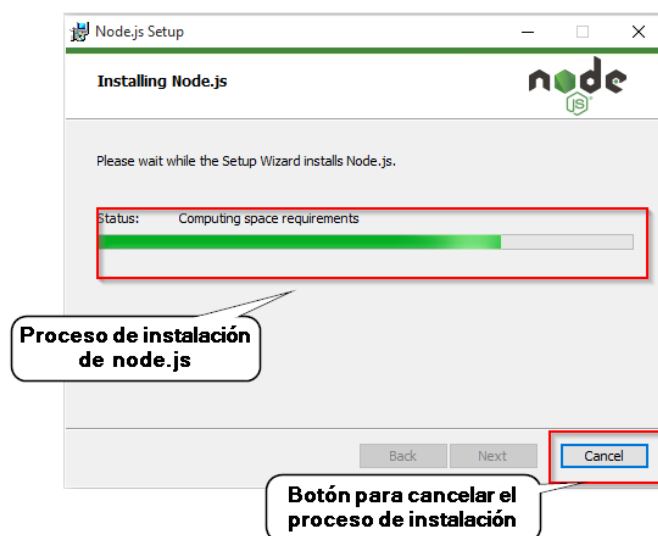 Node.js Setup
Installing Node.js
node
JS
Please wait while the Setup Wizard installs Node.js.
Status: Computing space requirements
Proceso de instalación
de node.js
Back Next Cancel
Botón para cancelar el
proceso de instalación